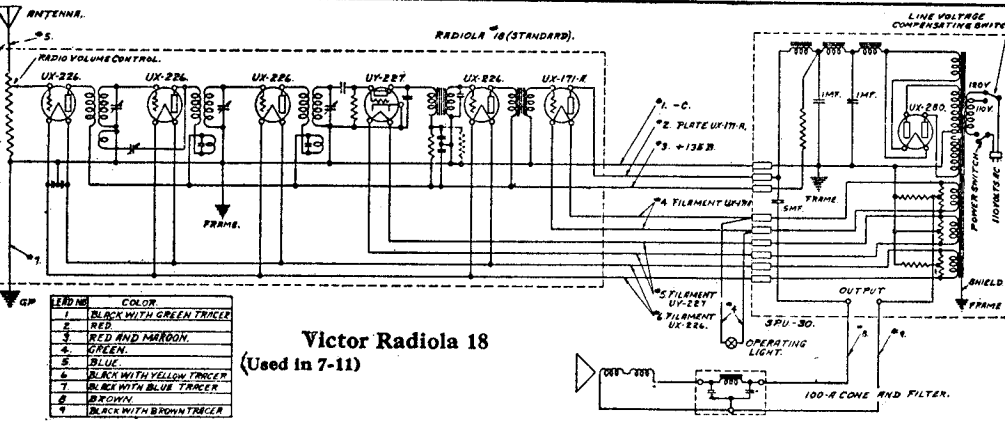 ANTENNA.
#5.
RADIOLA #18 (STANDARD).
LINE VOLTAGE
COMPENSATING SWITCH
RADIO VOLUME CONTROL.
UX-226.
UX-226.
UX-226.
UY-227
UX-226.
UX-171-A.
1MF.
1MF.
UX-280.
120V
110V.
#1. -C.
#2. PLATE UX-171-A.
#3. +135B.
POWER SWITCH
110 VOLTS AC
FRAME.
FRAME.
5MF.
#4. FILAMENT UX-171
#7.
GP
#5 FILAMENT
UY-227
#6 FILAMENT
UX-226.
OUTPUT
SHIELD
FRAME
SPU-30.
OPERATING
LIGHT.
#8.
#9.
LEAD NO COLOR.
1 BLACK WITH GREEN TRACER
2 RED.
3. RED AND MAROON.
4. GREEN.
5 BLUE.
6 BLACK WITH YELLOW TRACER
7. BLACK WITH BLUE TRACER
8 BROWN.
9 BLACK WITH BROWN TRACER
Victor Radiola 18
(Used in 7-11)
100-A CONE AND FILTER.